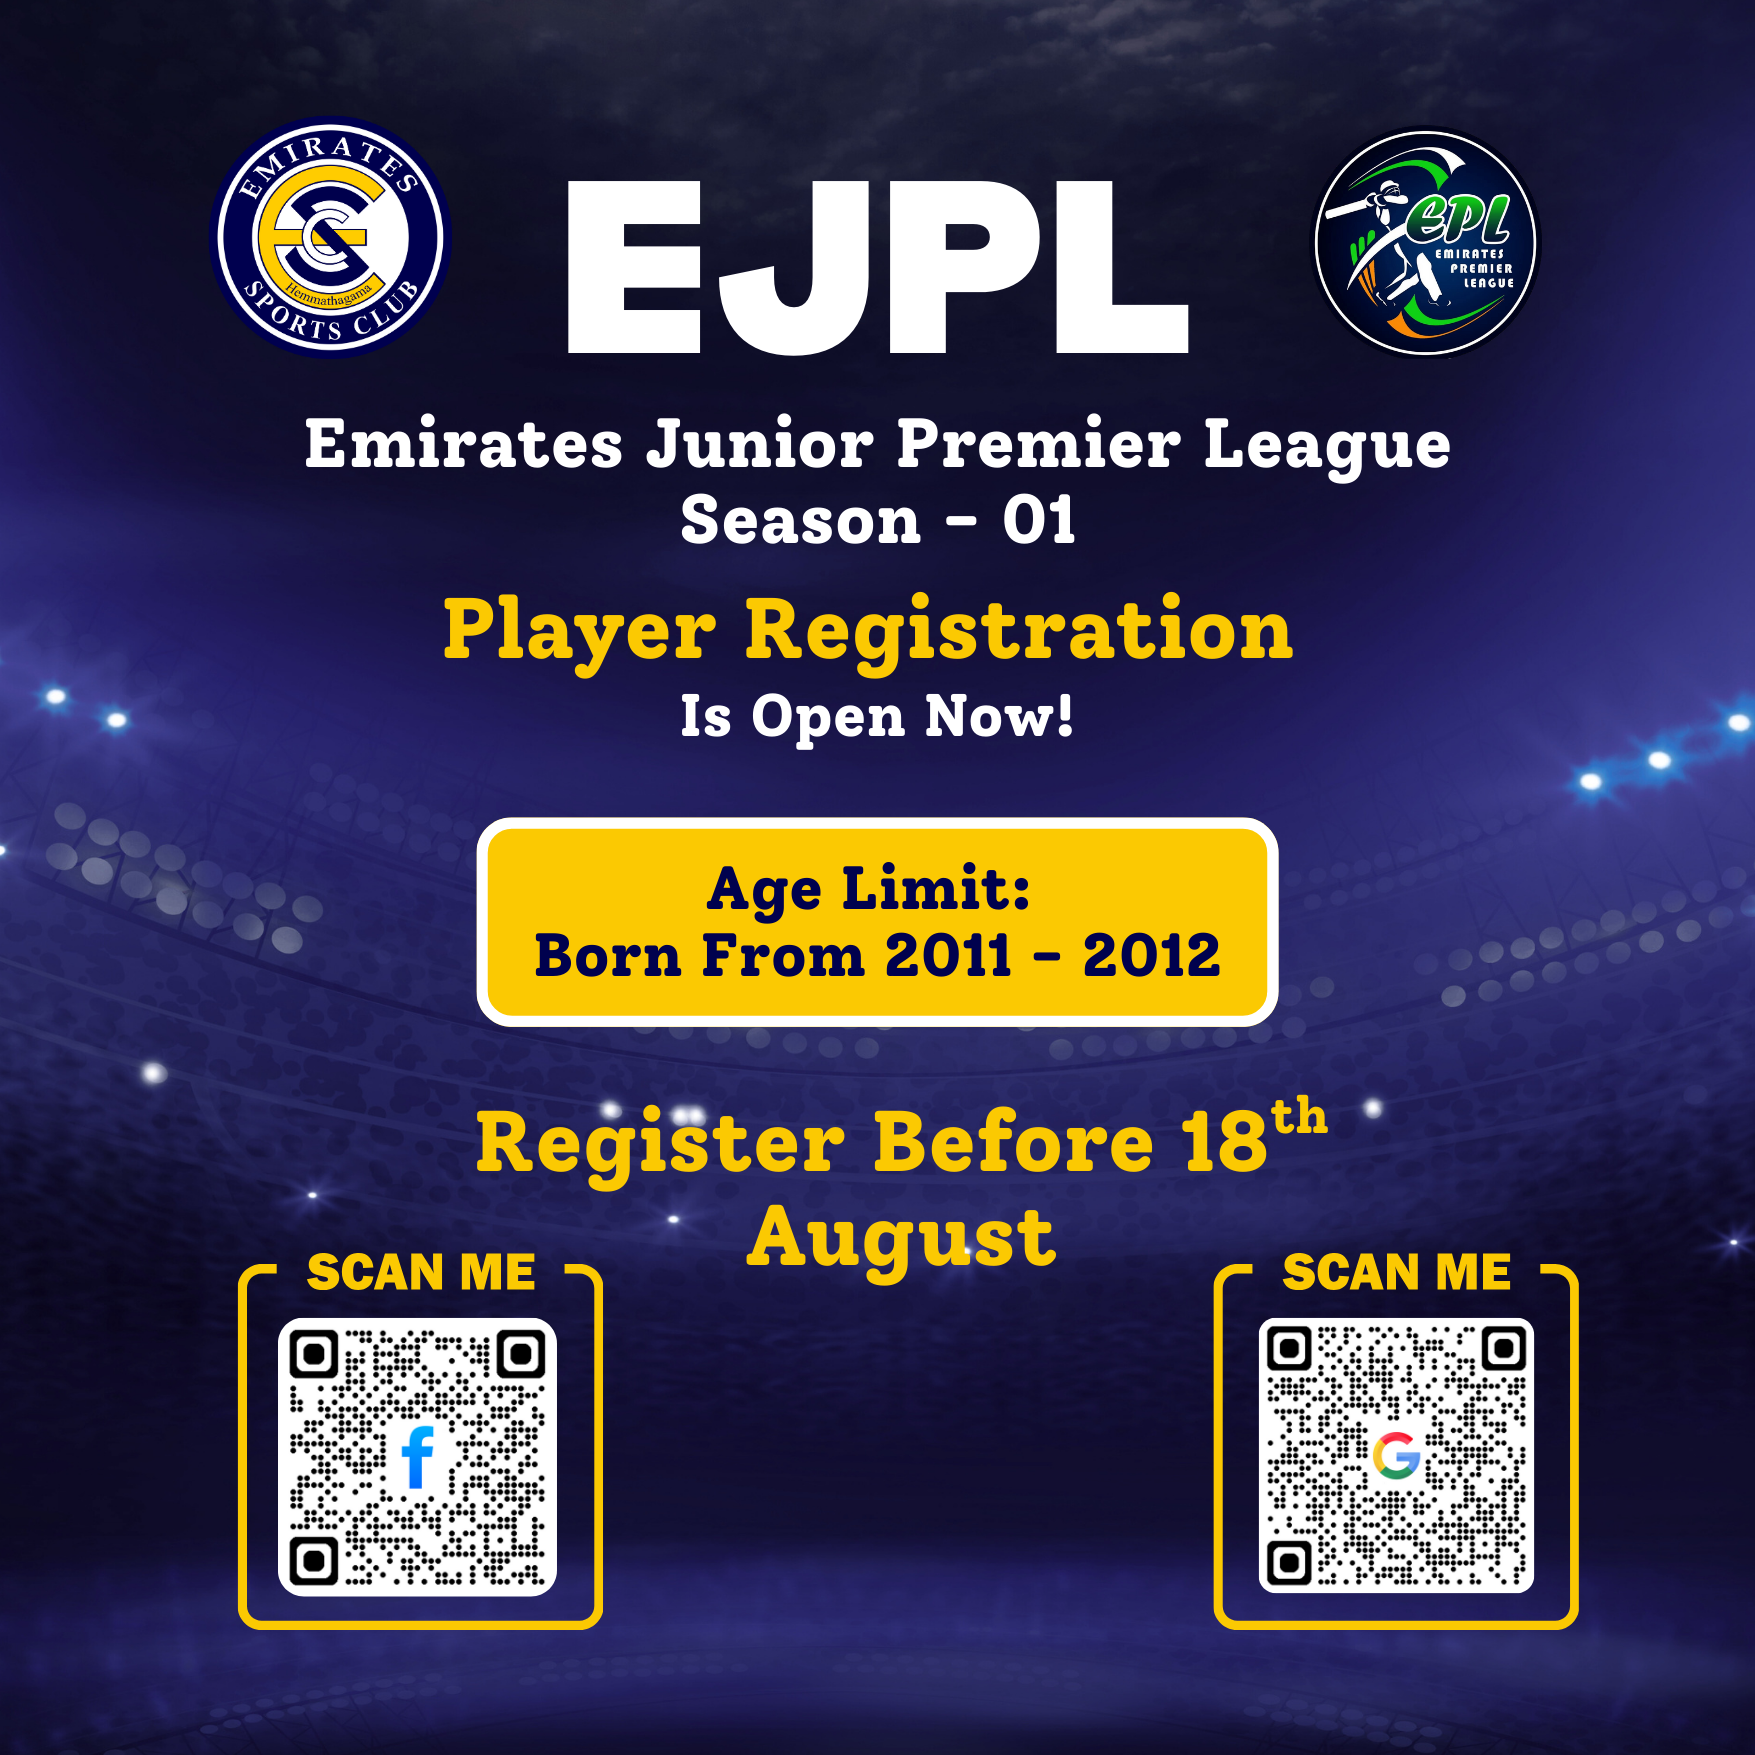 EMIRATES
Hemmathagama
SPORTS CLUB
EJPL
EPL
EMIRATES
PREMIER
LEAGUE
Emirates Junior Premier League
Season - 01
Player Registration
Is Open Now!
Age Limit:
Born From 2011 - 2012
Register Before 18th
August
SCAN ME
SCAN ME